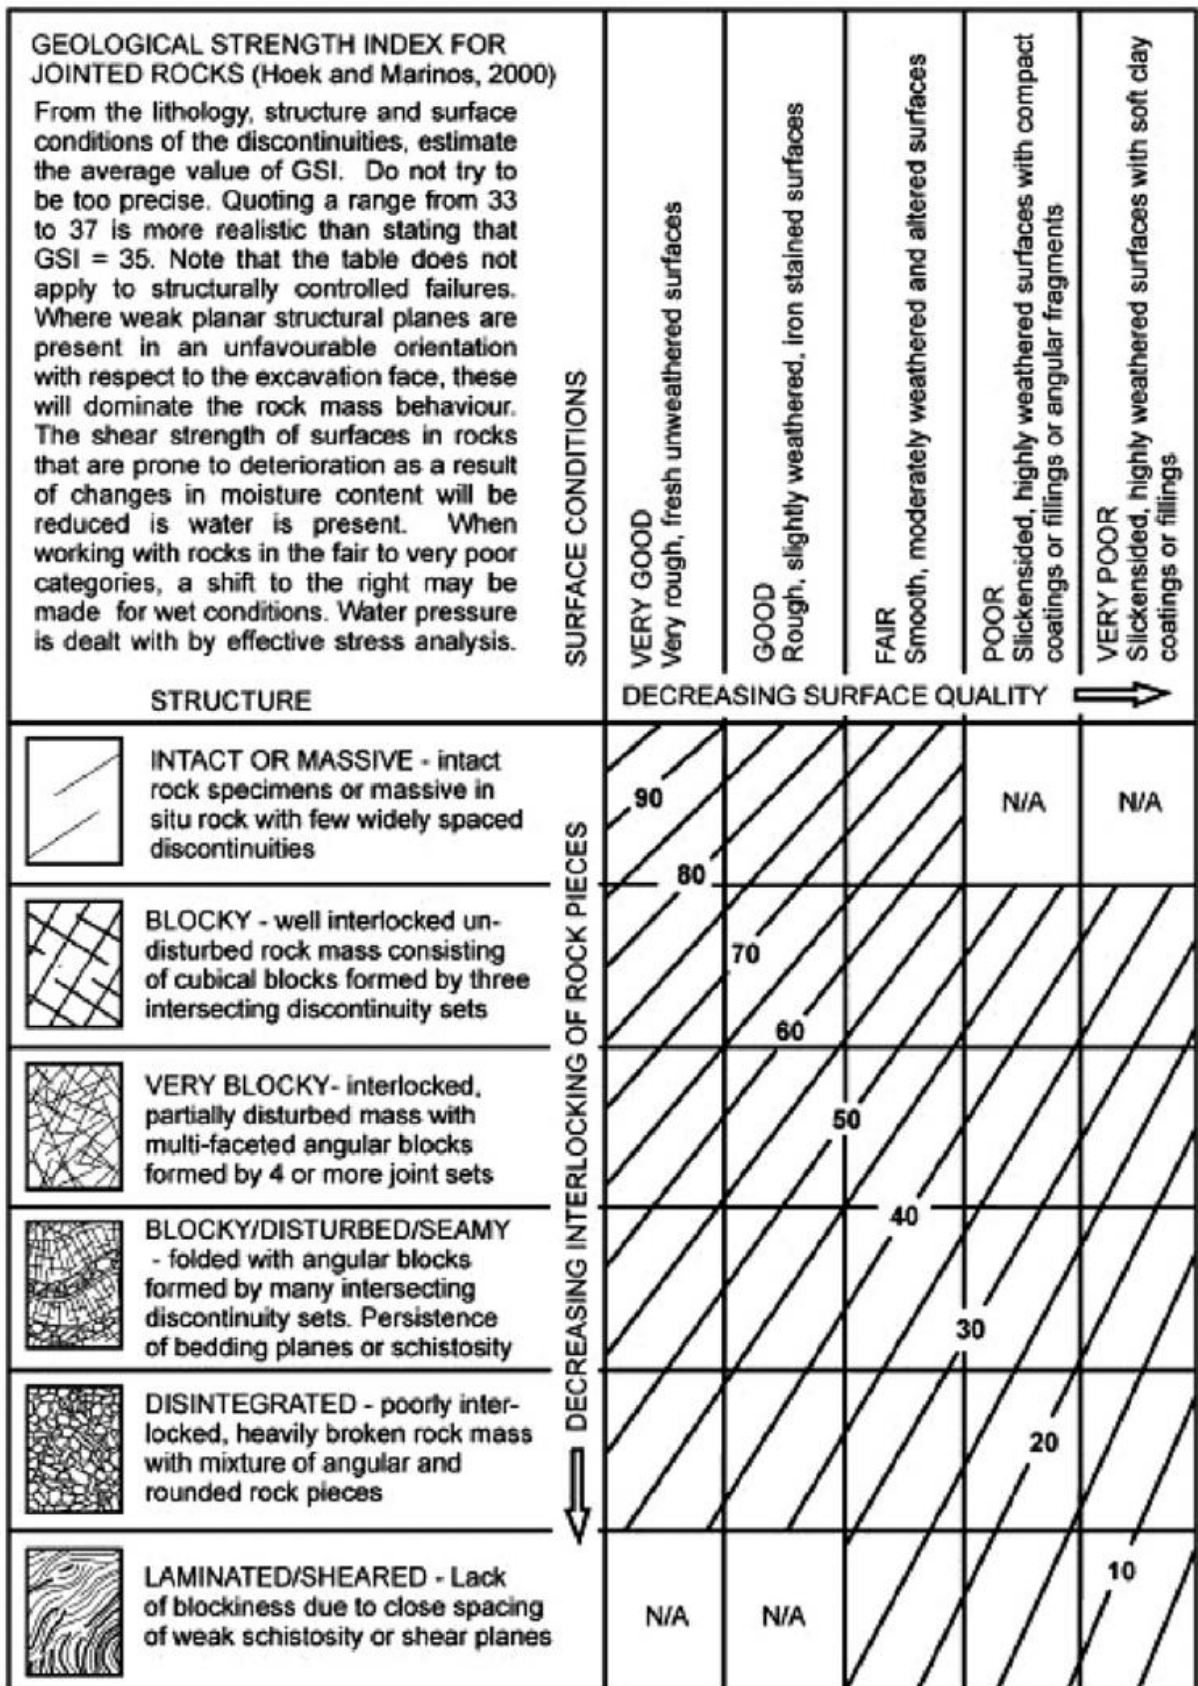 GEOLOGICAL STRENGTH INDEX FOR
JOINTED ROCKS (Hoek and Marinos, 2000)
From the lithology, structure and surface
conditions of the discontinuities, estimate
the average value of GSI. Do not try to
be too precise. Quoting a range from 33
to 37 is more realistic than stating that
GSI = 35. Note that the table does not
apply to structurally controlled failures.
Where weak planar structural planes are
present in an unfavourable orientation
with respect to the excavation face, these
will dominate the rock mass behaviour.
The shear strength of surfaces in rocks
that are prone to deterioration as a result
of changes in moisture content will be
reduced is water is present. When
working with rocks in the fair to very poor
categories, a shift to the right may be
made for wet conditions. Water pressure
is dealt with by effective stress analysis.
STRUCTURE
SURFACE CONDITIONS
VERY GOOD
Very rough, fresh unweathered surfaces
GOOD
Rough, slightly weathered, iron stained surfaces
FAIR
Smooth, moderately weathered and altered surfaces
POOR
Slickensided, highly weathered surfaces with compact
coatings or fillings or angular fragments
VERY POOR
Slickensided, highly weathered surfaces with soft clay
coatings or fillings
DECREASING SURFACE QUALITY
DECREASING INTERLOCKING OF ROCK PIECES
INTACT OR MASSIVE - intact
rock specimens or massive in
situ rock with few widely spaced
discontinuities
BLOCKY - well interlocked un-
disturbed rock mass consisting
of cubical blocks formed by three
intersecting discontinuity sets
VERY BLOCKY- interlocked,
partially disturbed mass with
multi-faceted angular blocks
formed by 4 or more joint sets
BLOCKY/DISTURBED/SEAMY
- folded with angular blocks
formed by many intersecting
discontinuity sets. Persistence
of bedding planes or schistosity
DISINTEGRATED - poorly inter-
locked, heavily broken rock mass
with mixture of angular and
rounded rock pieces
LAMINATED/SHEARED - Lack
of blockiness due to close spacing
of weak schistosity or shear planes
90
N/A
N/A
80
70
60
50
40
30
20
10
N/A
N/A